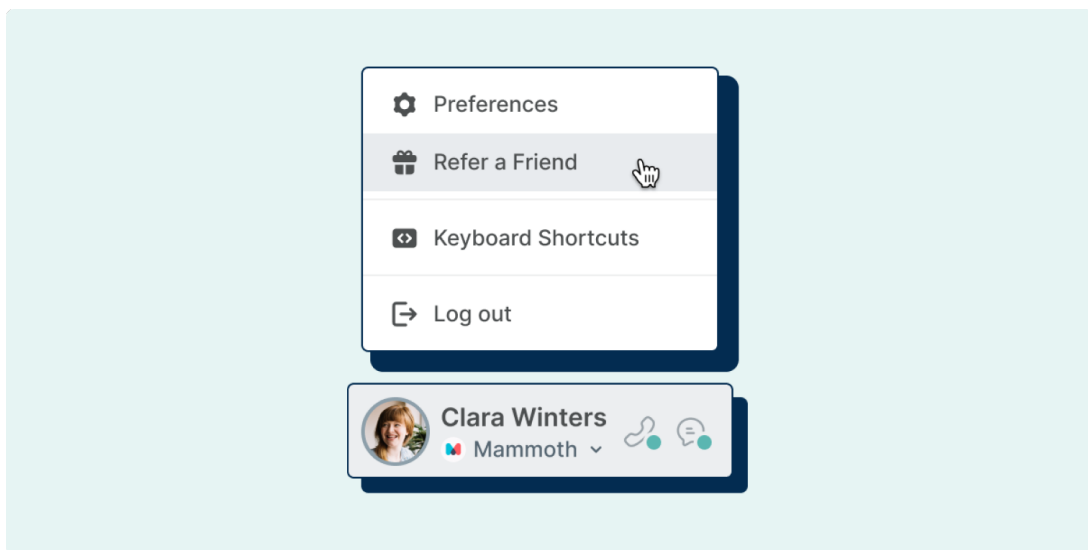 Preferences
Refer a Friend
Keyboard Shortcuts
Log out
Clara Winters
Mammoth